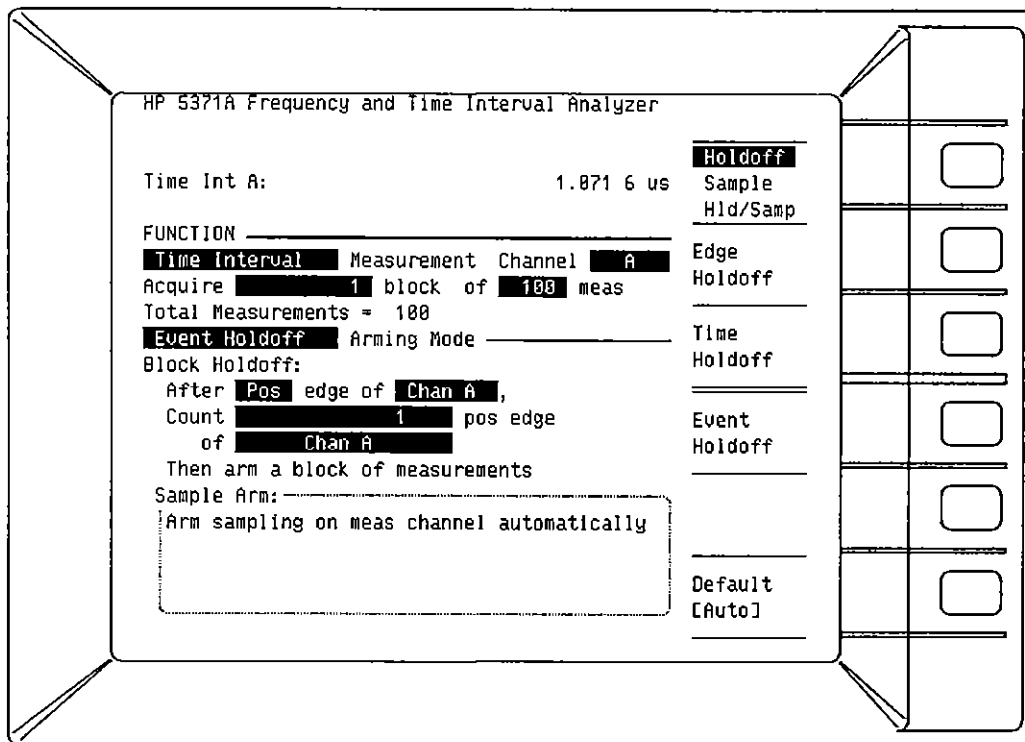 HP 5371A Frequency and Time Interval Analyzer
Time Int A: 1.071 6 us
FUNCTION
Time Interval Measurement Channel A
Acquire 1 block of 100 meas
Total Measurements = 100
Event Holdoff Arming Mode
Block Holdoff:
After Pos edge of Chan A ,
Count 1 pos edge
of Chan A
Then arm a block of measurements
Sample Arm:
Arm sampling on meas channel automatically
Holdoff
Sample
Hld/Samp
Edge
Holdoff
Time
Holdoff
Event
Holdoff
Default
[Auto]